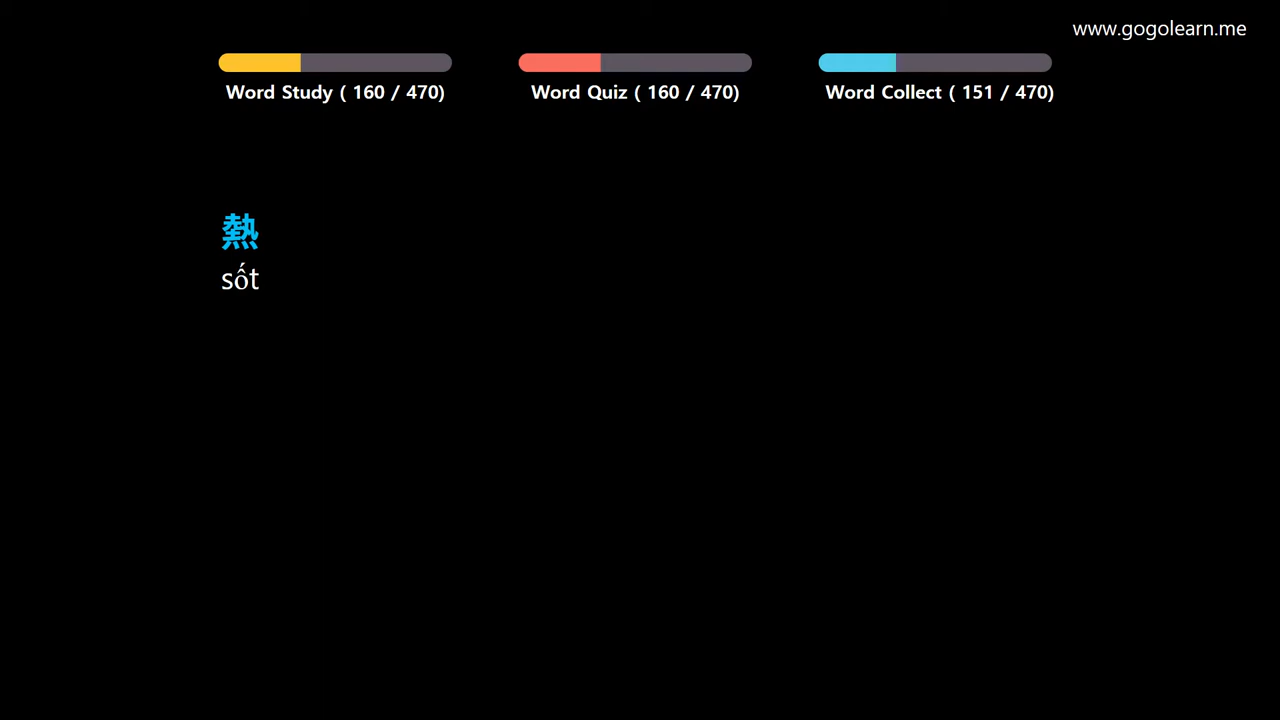 www.gogolearn.me
Word Study ( 160 / 470)
Word Quiz ( 160 / 470)
Word Collect ( 151 / 470)
熱
sốt